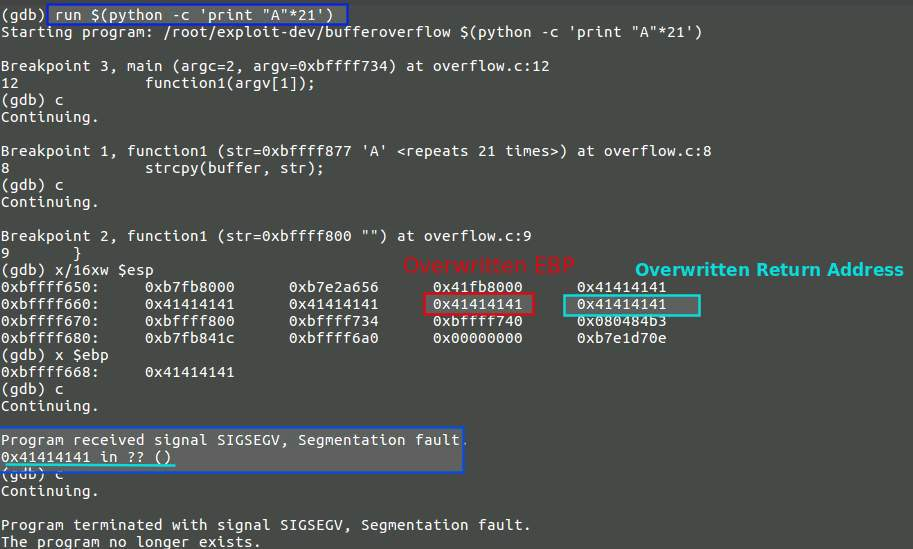 (gdb) run $(python -c 'print "A"*21')
Starting program: /root/exploit-dev/bufferoverflow $(python -c 'print "A"*21')
Breakpoint 3, main (argc=2, argv=0xbffff734) at overflow.c:12
12 function1(argv[1]);
(gdb) c
Continuing.
Breakpoint 1, function1 (str=0xbffff877 'A' <repeats 21 times>) at overflow.c:8
8 strcpy(buffer, str);
(gdb) c
Continuing.
Breakpoint 2, function1 (str=0xbffff800 "") at overflow.c:9
9 }
Overwritten EBP
Overwritten Return Address
(gdb) x/16xw $esp
0xbffff650: 0xb7fb8000 0xb7e2a656 0x41fb8000 0x41414141
0xbffff660: 0x41414141 0x41414141 0x41414141 0x41414141
0xbffff670: 0xbffff800 0xbffff734 0xbffff740 0x080484b3
0xbffff680: 0xb7fb841c 0xbffff6a0 0x00000000 0xb7e1d70e
(gdb) x $ebp
0xbffff668: 0x41414141
(gdb) c
Continuing.
Program received signal SIGSEGV, Segmentation fault.
0x41414141 in ?? ()
(gdb) c
Continuing.
Program terminated with signal SIGSEGV, Segmentation fault.
The program no longer exists.